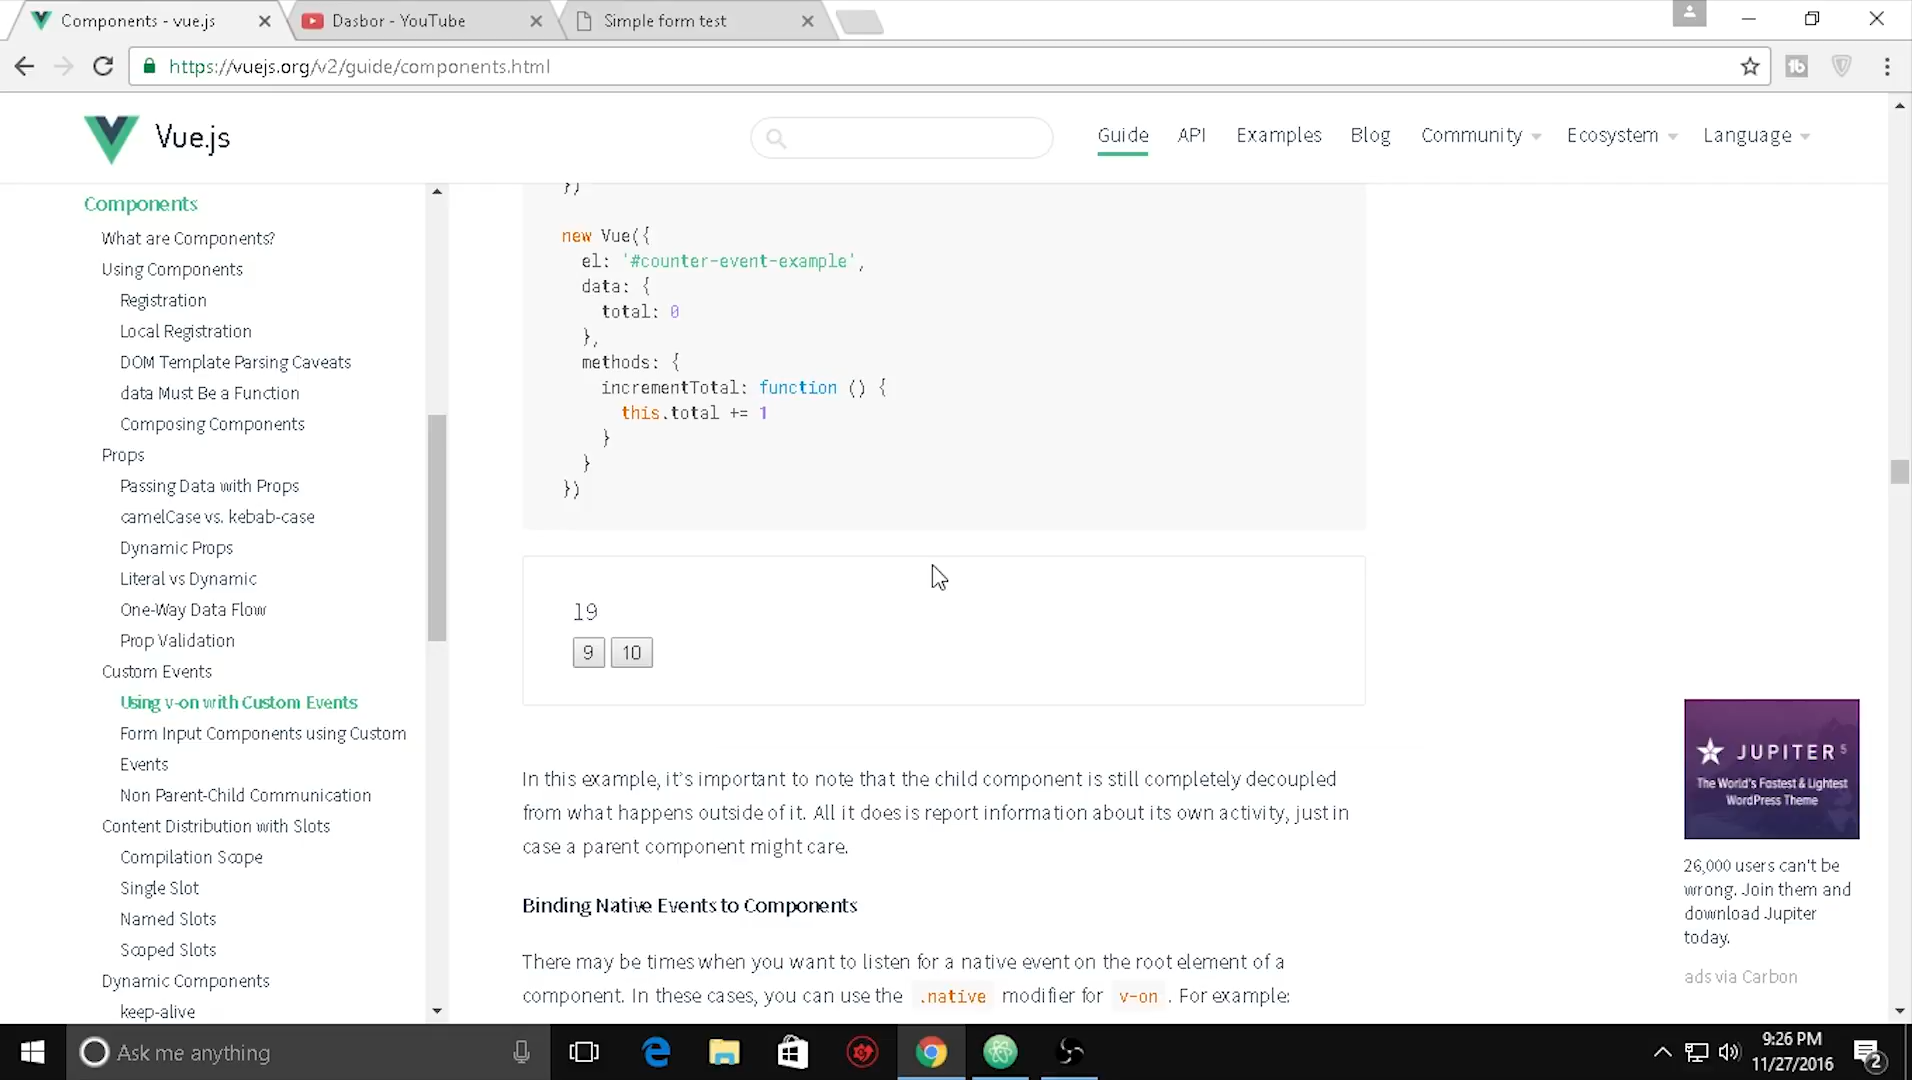 Components - vue.js
Dasbor - YouTube
Simple form test
https://vuejs.org/v2/guide/components.html
Vue.js
Guide
API
Examples
Blog
Community
Ecosystem
Language
Components
What are Components?
Using Components
Registration
Local Registration
DOM Template Parsing Caveats
data Must Be a Function
Composing Components
Props
Passing Data with Props
camelCase vs. kebab-case
Dynamic Props
Literal vs Dynamic
One-Way Data Flow
Prop Validation
Custom Events
Using v-on with Custom Events
Form Input Components using Custom
Events
Non Parent-Child Communication
Content Distribution with Slots
Compilation Scope
Single Slot
Named Slots
Scoped Slots
Dynamic Components
keep-alive
})
new Vue({
el: '#counter-event-example',
data: {
total: 0
},
methods: {
incrementTotal: function () {
this.total += 1
}
}
})
19
9
10
In this example, it's important to note that the child component is still completely decoupled
from what happens outside of it. All it does is report information about its own activity, just in
case a parent component might care.
Binding Native Events to Components
There may be times when you want to listen for a native event on the root element of a
component. In these cases, you can use the .native modifier for v-on . For example:
JUPITER 5
The World's Fastest & Lightest
WordPress Theme
26,000 users can't be
wrong. Join them and
download Jupiter
today.
ads via Carbon
Ask me anything
9:26 PM
11/27/2016
2